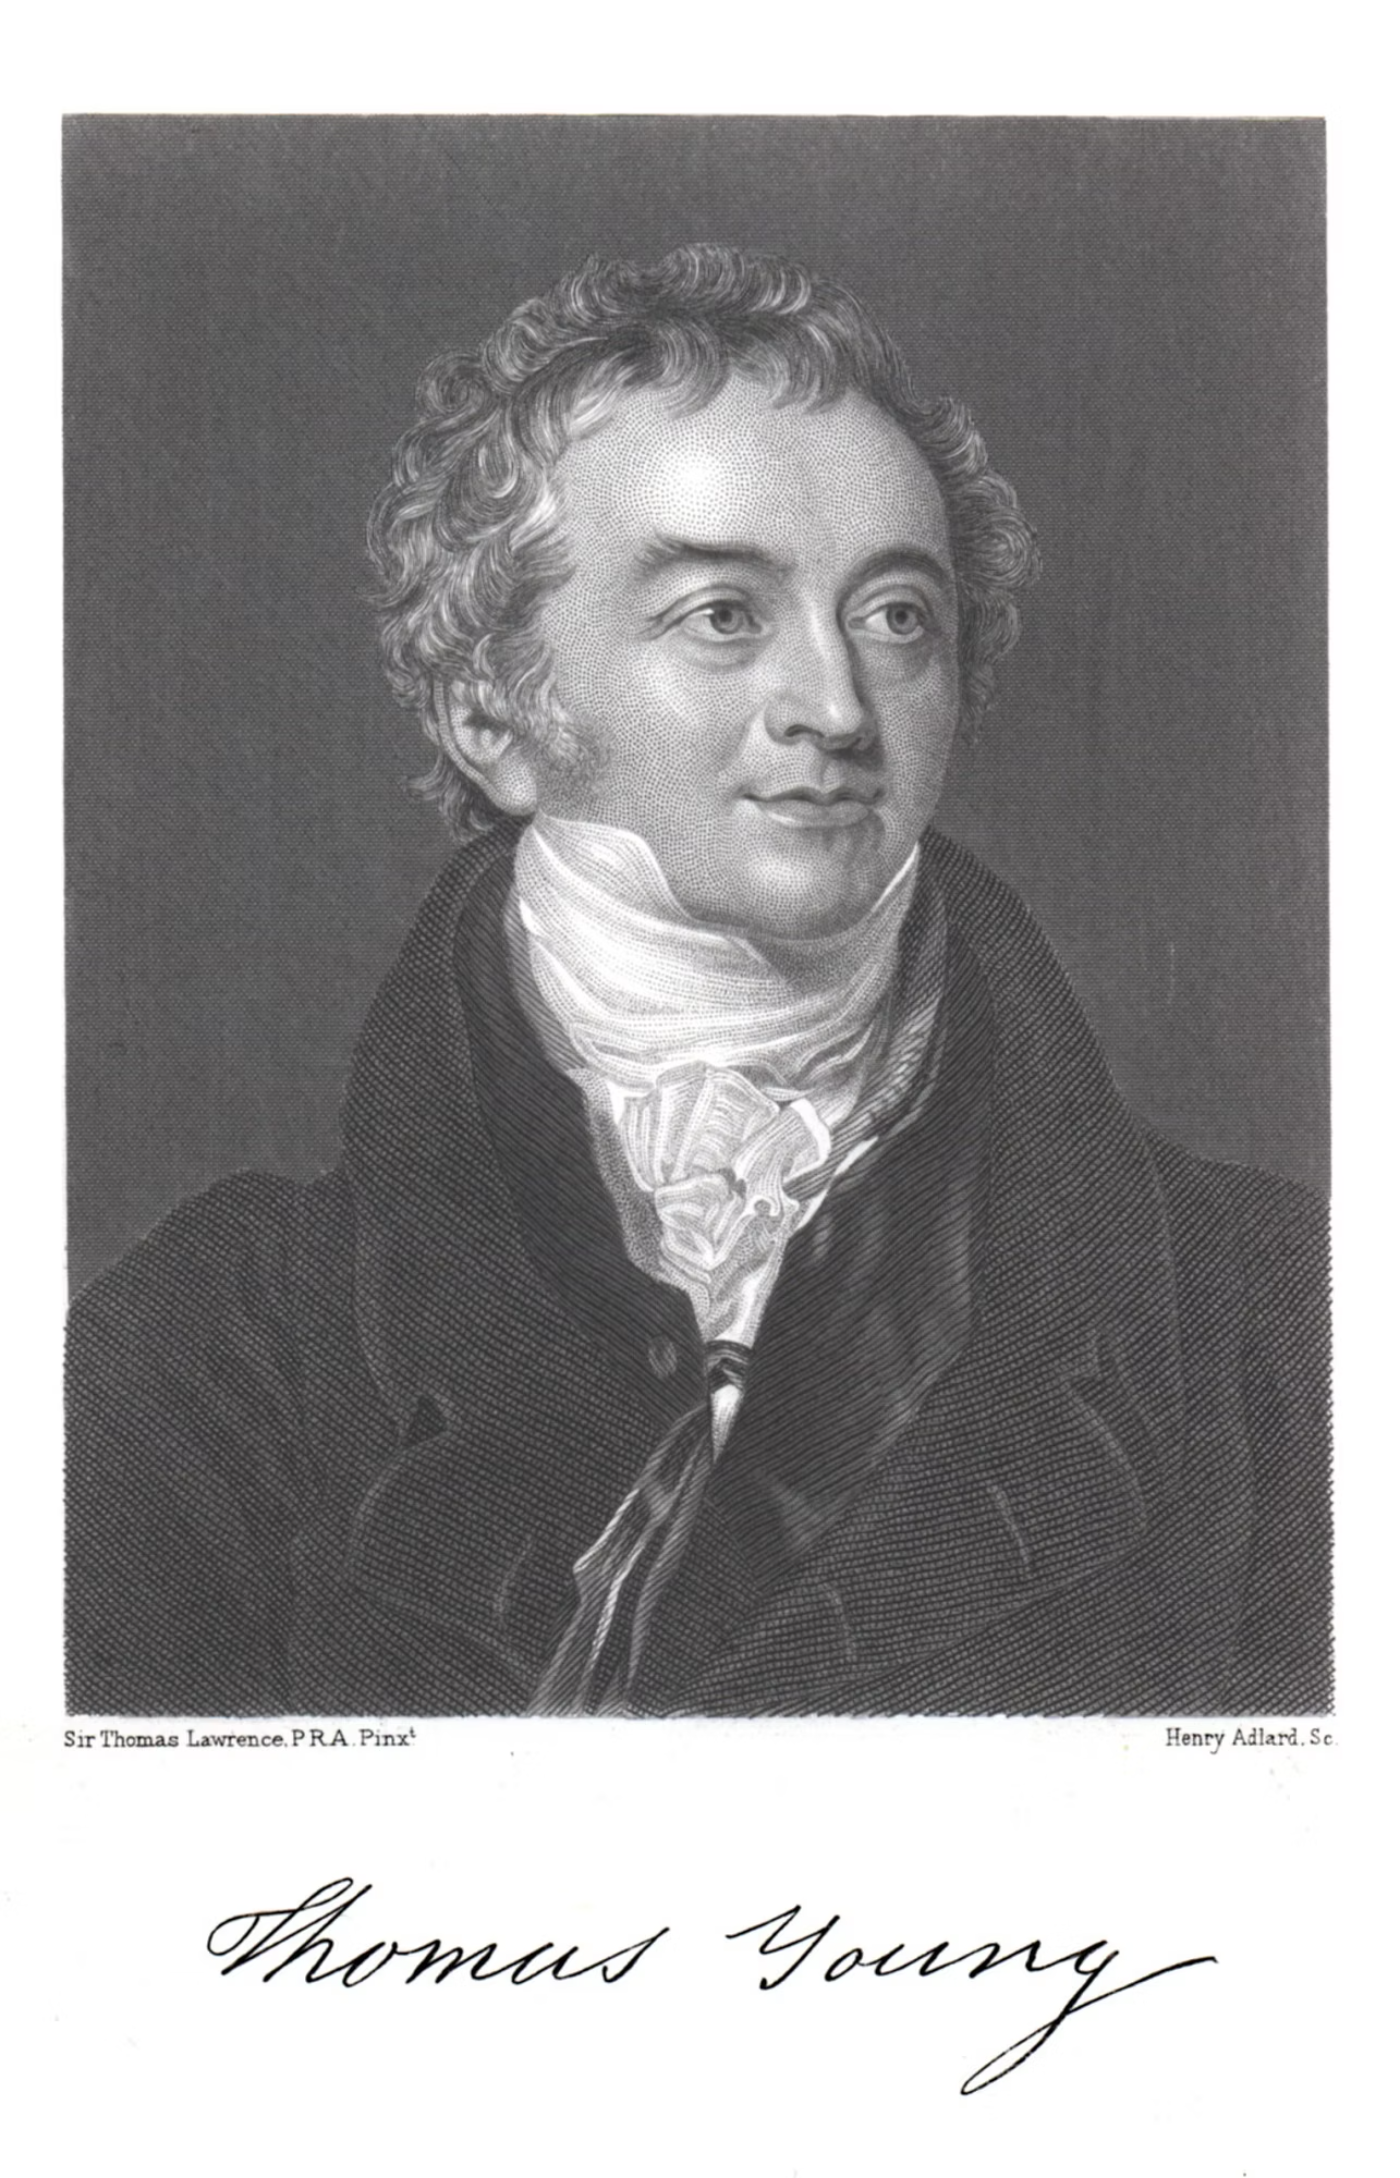 Sir Thomas Lawrence, P.R.A. Pinxt
Henry Adlard, Sc.
Thomas Young